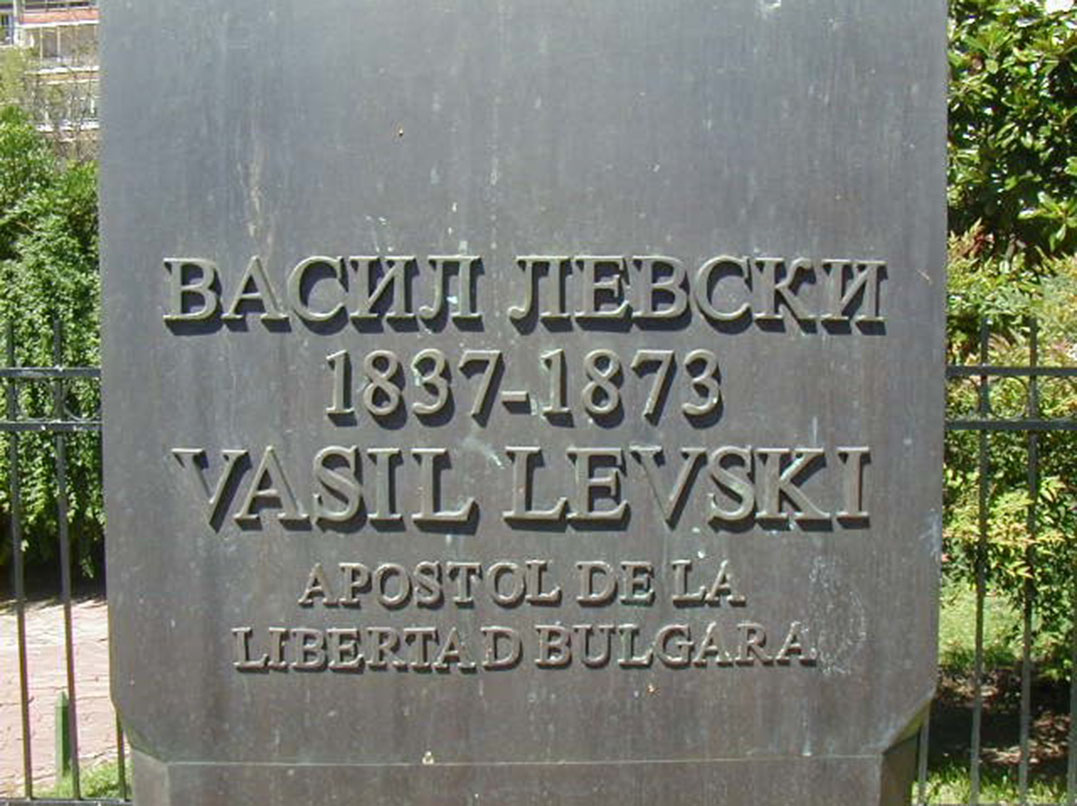 ВАСИЛ ЛЕВСКИ
1837-1873
VASIL LEVSKI
APOSTOL DE LA
LIBERTAD BULGARA